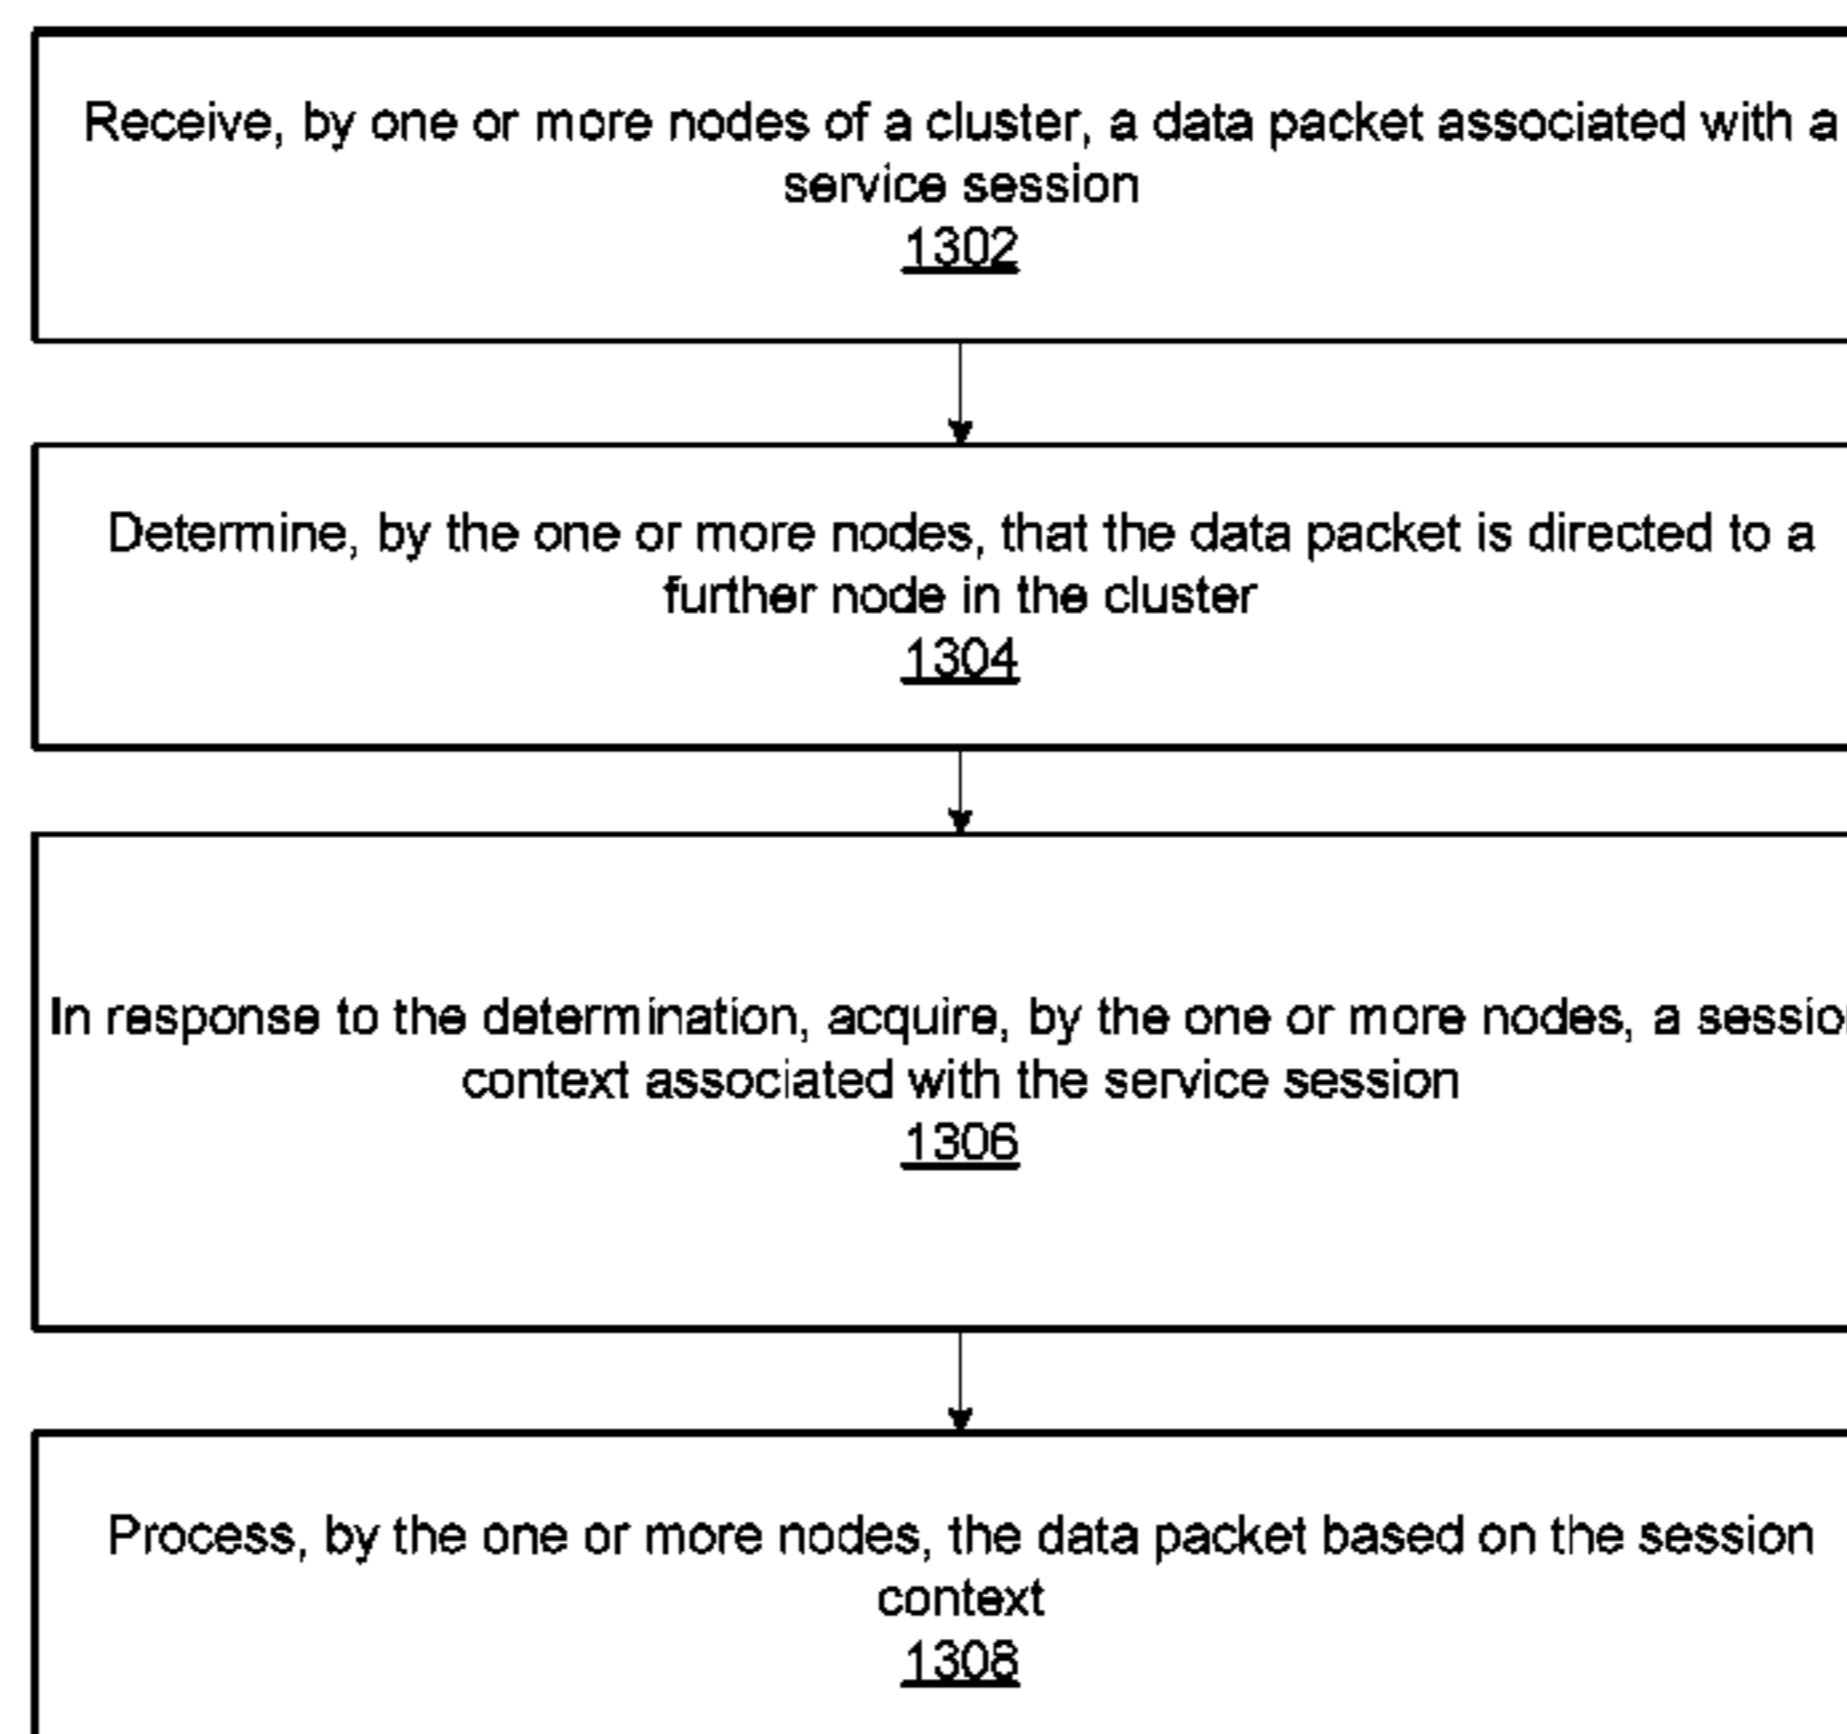 Receive, by one or more nodes of a cluster, a data packet associated with a
service session
1302
Determine, by the one or more nodes, that the data packet is directed to a
further node in the cluster
1304
In response to the determination, acquire, by the one or more nodes, a session
context associated with the service session
1306
Process, by the one or more nodes, the data packet based on the session
context
1308